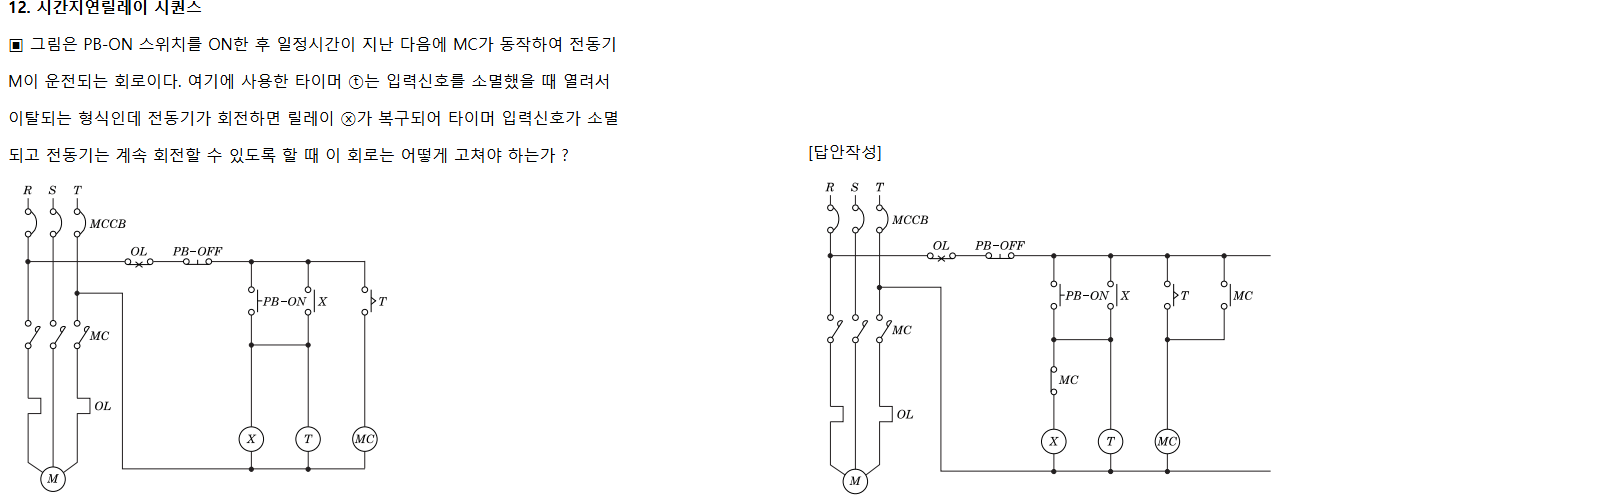 12. 시간지연릴레이 시퀀스
▣ 그림은 PB-ON 스위치를 ON한 후 일정시간이 지난 다음에 MC가 동작하여 전동기
M이 운전되는 회로이다. 여기에 사용한 타이머 ⓣ는 입력신호를 소멸했을 때 열려서
이탈되는 형식인데 전동기가 회전하면 릴레이 ⓧ가 복구되어 타이머 입력신호가 소멸
되고 전동기는 계속 회전할 수 있도록 할 때 이 회로는 어떻게 고쳐야 하는가 ?
R S T
MCCB
OL PB-OFF
PB-ON X T
MC
OL
X T MC
M
[답안작성]
R S T
MCCB
OL PB-OFF
PB-ON X T MC
MC
MC
OL
X T MC
M